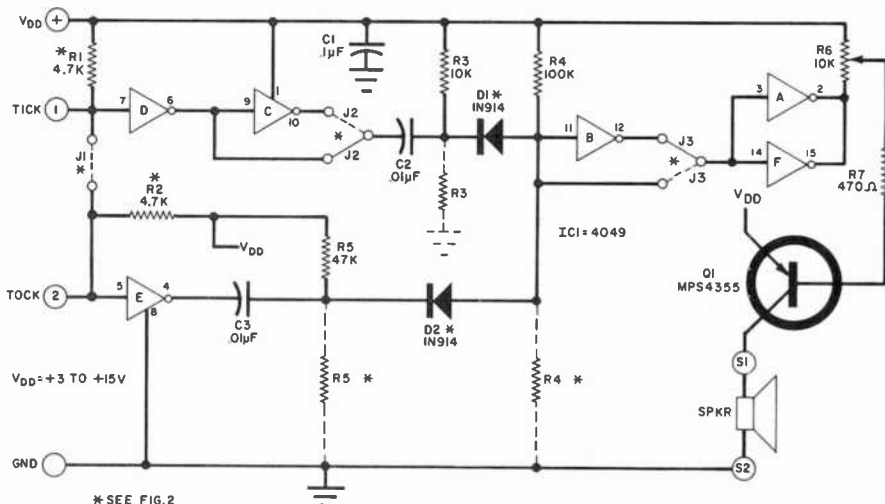 VDD +
*R1
4.7K
TICK 1
7 D 6
9 C 10
1
C1
.1µF
J2
*
J2
C2
.01µF
R3
10K
D1*
1N914
R4
100K
11 B 12
J3
*
J3
3 A 2
14 F 15
R6
10K
R7
470Ω
J1
*
*
R2
4.7K
VDD
R5
47K
R3
IC1=4049
VDD
Q1
MPS4355
TOCK 2
5 E 4
8
C3
.01µF
D2 *
1N914
VDD=+3 TO +15V
R5 *
R4 *
S1
SPKR
S2
GND
*SEE FIG.2